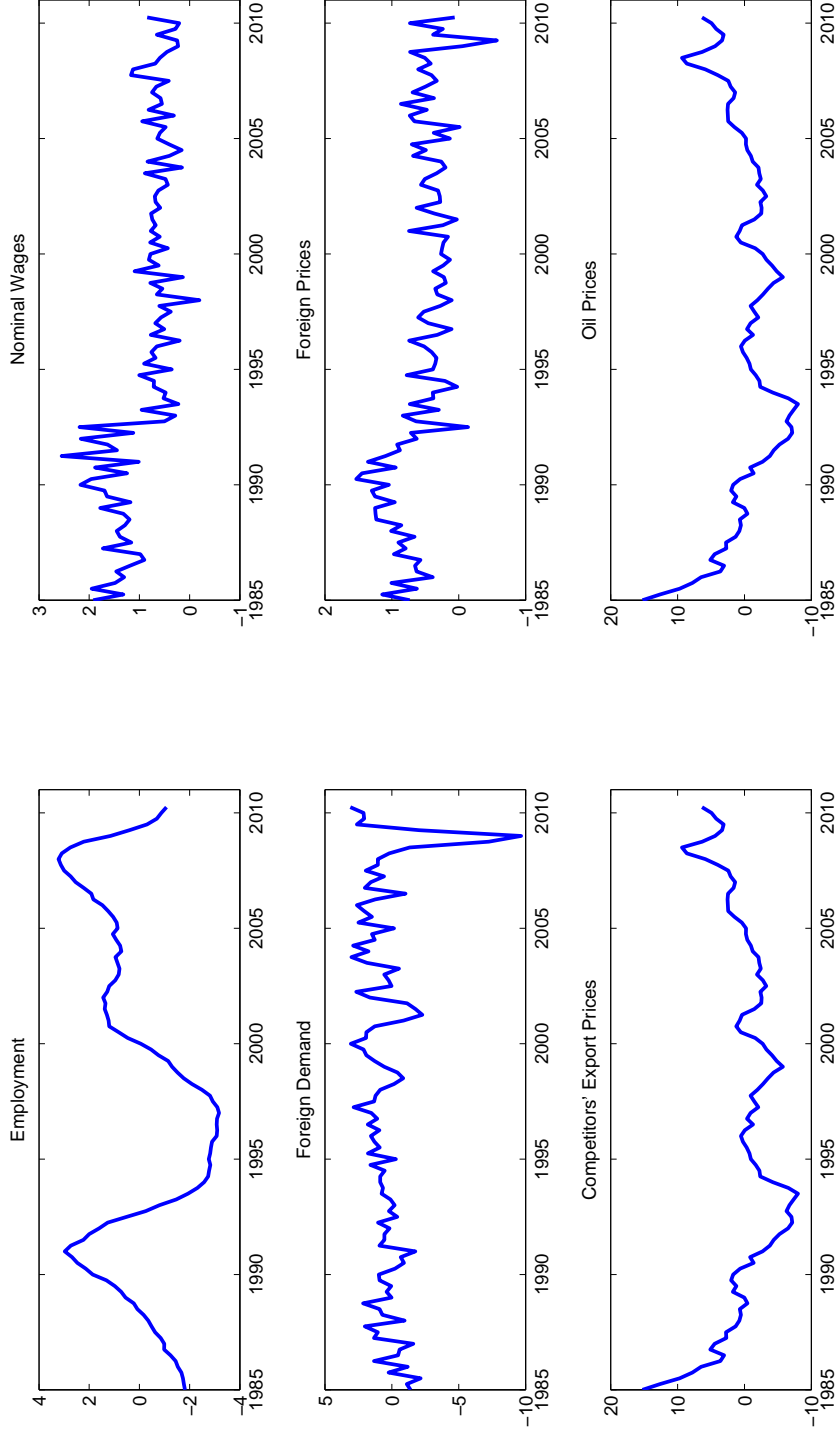 Employment
4
2
0
−2
−4
1985 1990 1995 2000 2005 2010
Nominal Wages
3
2
1
0
−1
1985 1990 1995 2000 2005 2010
Foreign Demand
5
0
−5
−10
1985 1990 1995 2000 2005 2010
Foreign Prices
2
1
0
−1
1985 1990 1995 2000 2005 2010
Competitors' Export Prices
20
10
0
−10
1985 1990 1995 2000 2005 2010
Oil Prices
20
10
0
−10
1985 1990 1995 2000 2005 2010